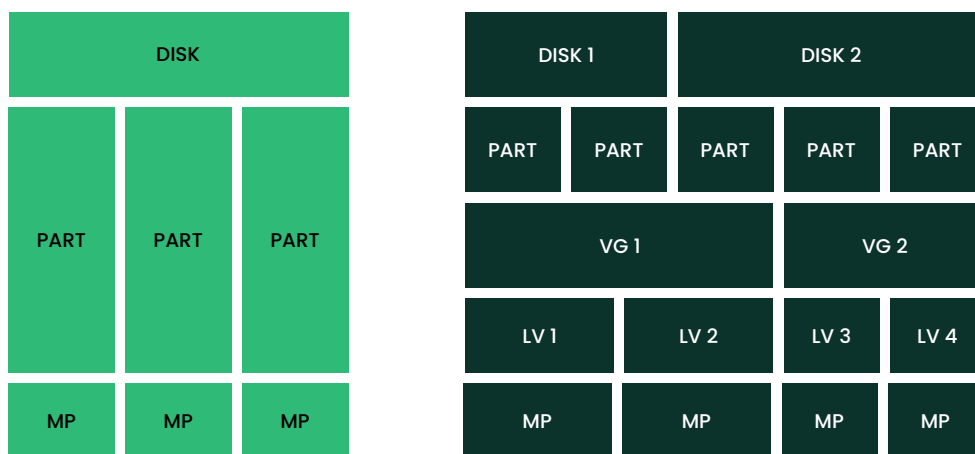 DISK
PART PART PART
MP MP MP
DISK 1 DISK 2
PART PART PART PART PART
VG 1 VG 2
LV 1 LV 2 LV 3 LV 4
MP MP MP MP